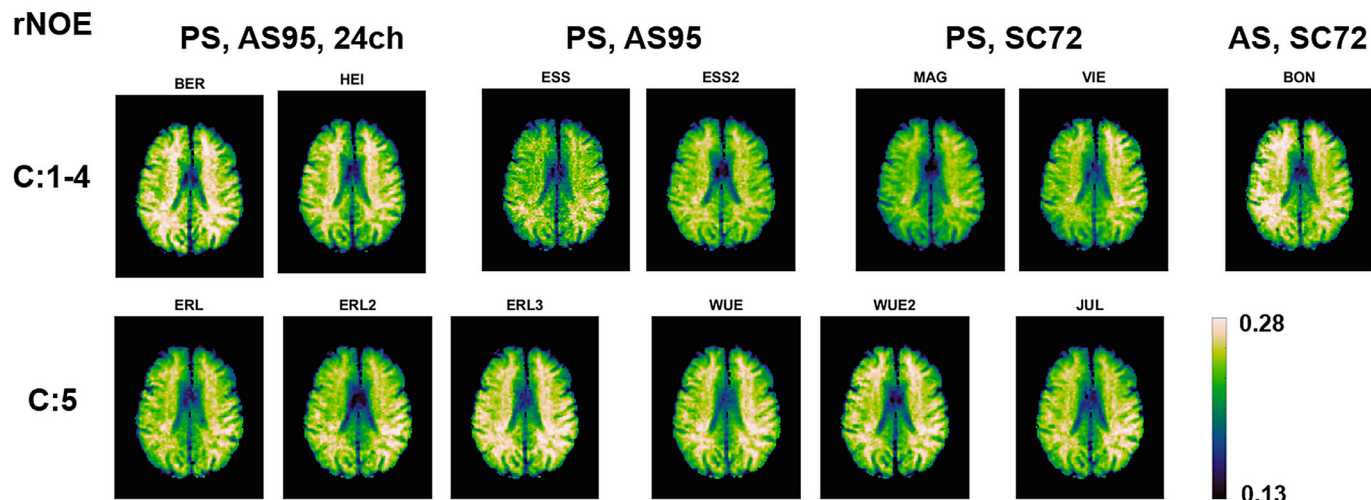 rNOE
PS, AS95, 24ch
PS, AS95
PS, SC72
AS, SC72
BER
HEI
ESS
ESS2
MAG
VIE
BON
C:1-4
ERL
ERL2
ERL3
WUE
WUE2
JUL
C:5
0.28
0.13